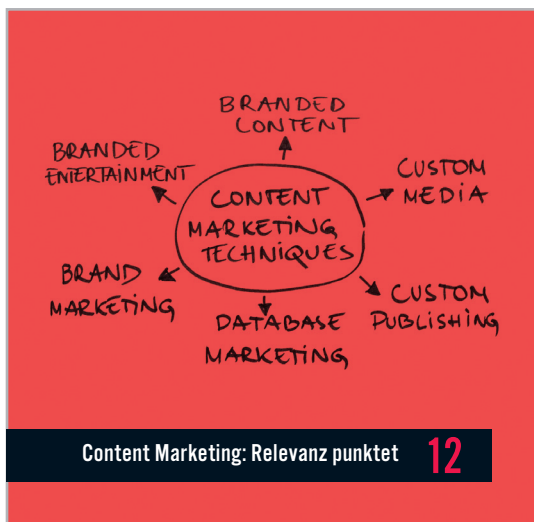 BRANDED
CONTENT
BRANDED
ENTERTAINMENT
CUSTOM
MEDIA
CONTENT
MARKETING
TECHNIQUES
BRAND
MARKETING
CUSTOM
PUBLISHING
DATABASE
MARKETING
Content Marketing: Relevanz punktet 12